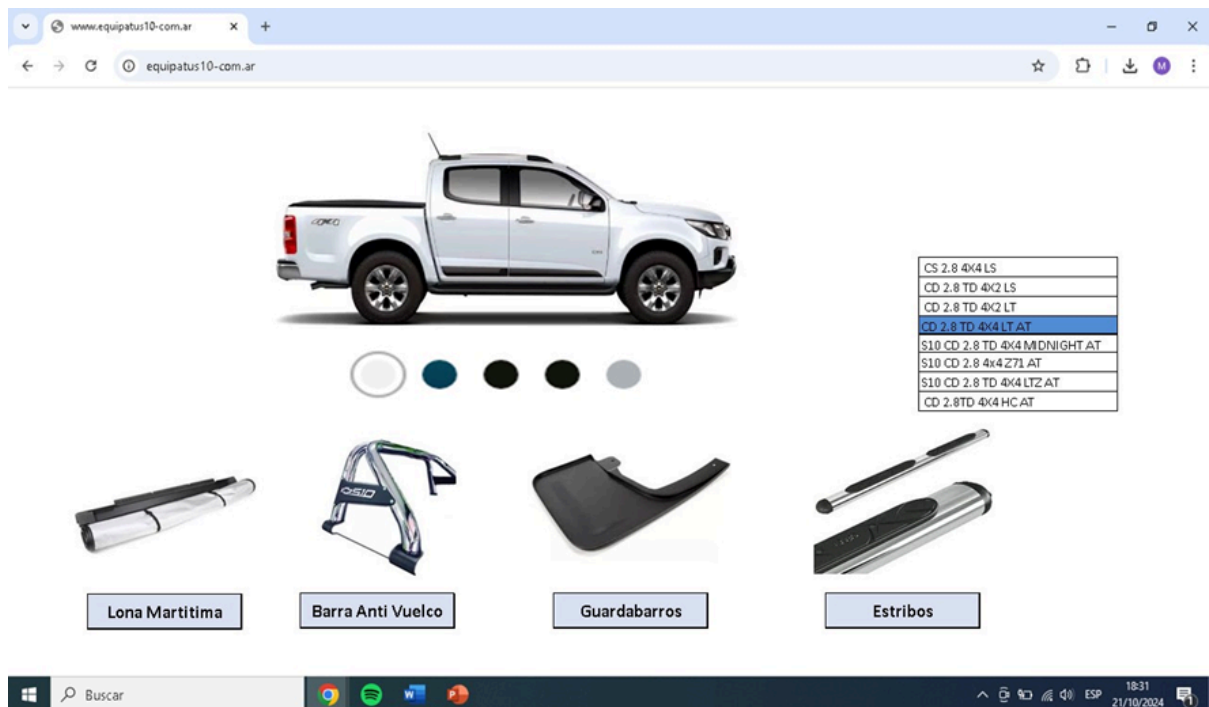 www.equipatus10-com.ar
equipatus10-com.ar
M
4X4
CS 2.8 4X4 LS
CD 2.8 TD 4X2 LS
CD 2.8 TD 4X2 LT
CD 2.8 TD 4X4 LT AT
S10 CD 2.8 TD 4X4 MIDNIGHT AT
S10 CD 2.8 4x4 Z71 AT
S10 CD 2.8 TD 4X4 LTZ AT
CD 2.8TD 4X4 HC AT
S10
Lona Martitima
Barra Anti Vuelco
Guardabarros
Estribos
Buscar
W
P
ESP
18:31
21/10/2024
1